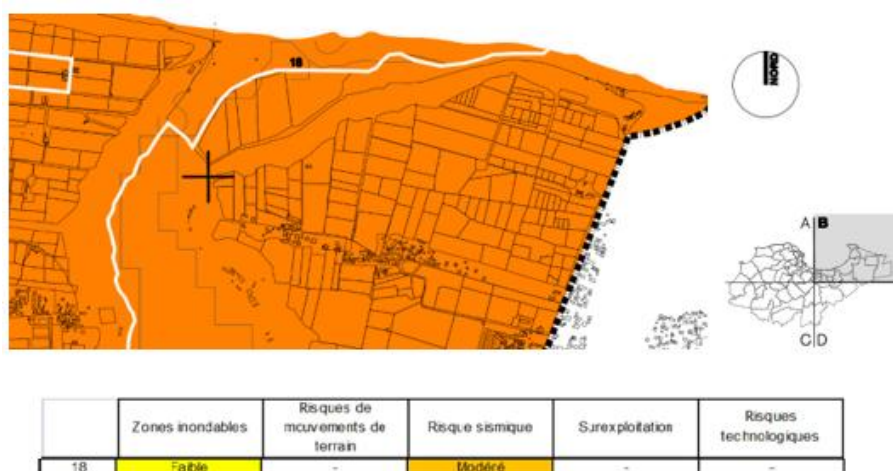 18
NORD
A B
C D
Zones inondables
Risques de
mouvements de
terrain
Risque sismique
Surexploitation
Risques
technologiques
18 Faible - Modéré - -